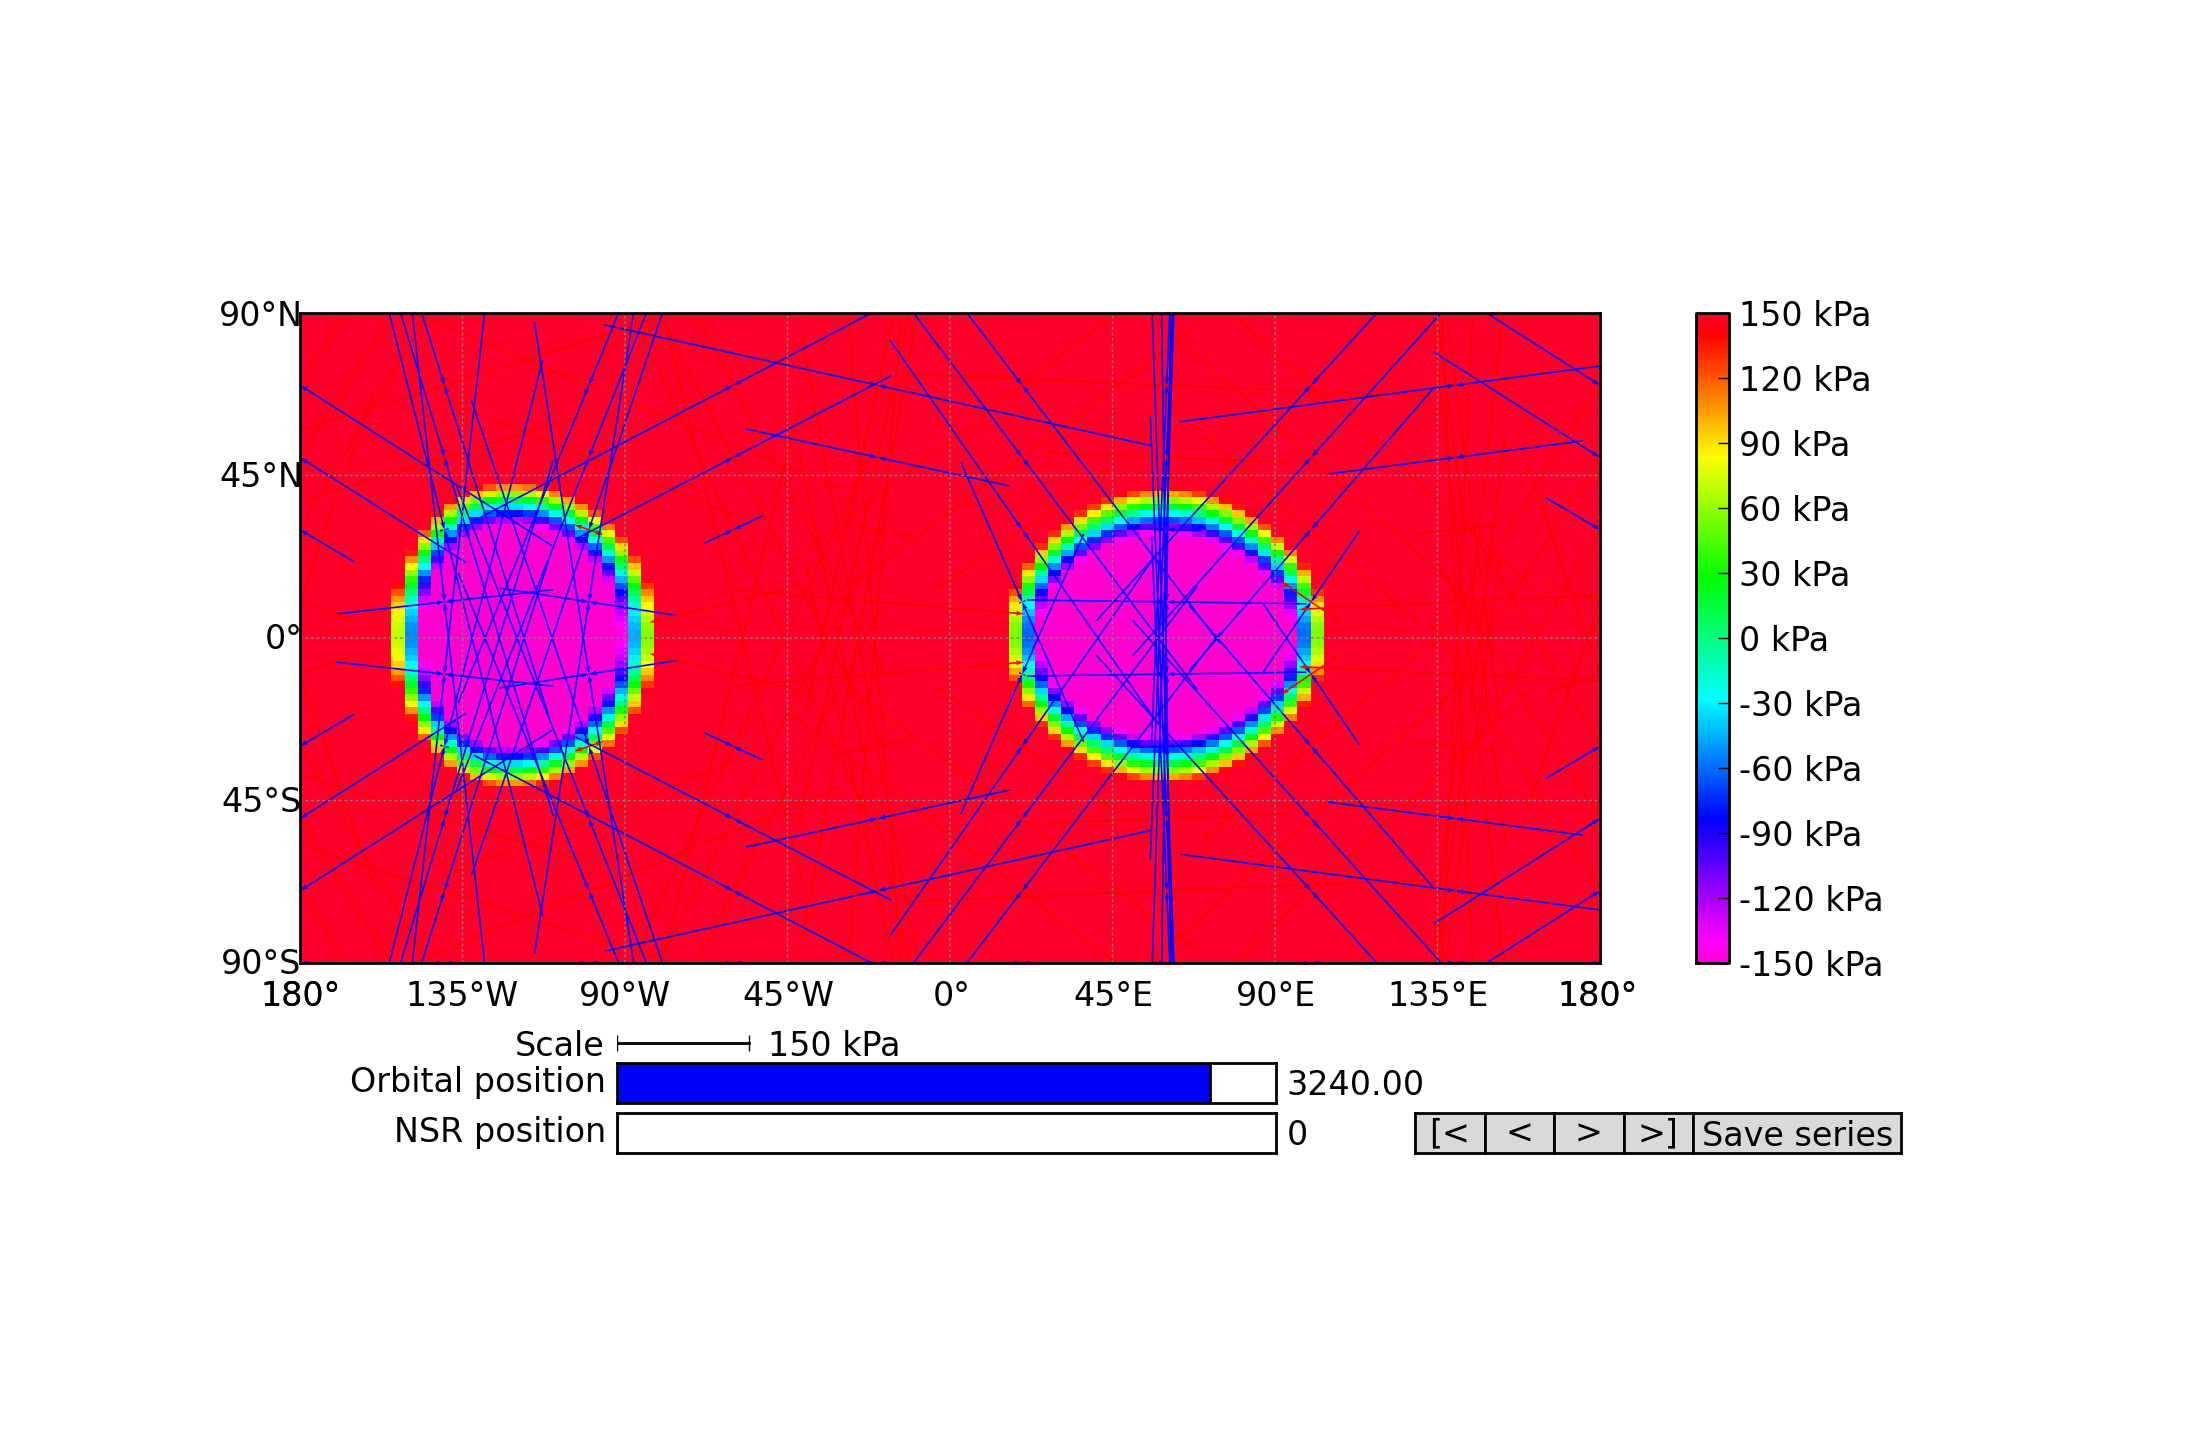 90°N
45°N
0°
45°S
90°S
180° 135°W 90°W 45°W 0° 45°E 90°E 135°E 180°
150 kPa
120 kPa
90 kPa
60 kPa
30 kPa
0 kPa
-30 kPa
-60 kPa
-90 kPa
-120 kPa
-150 kPa
Scale 150 kPa
Orbital position 3240.00
NSR position 0 [< < > >] Save series